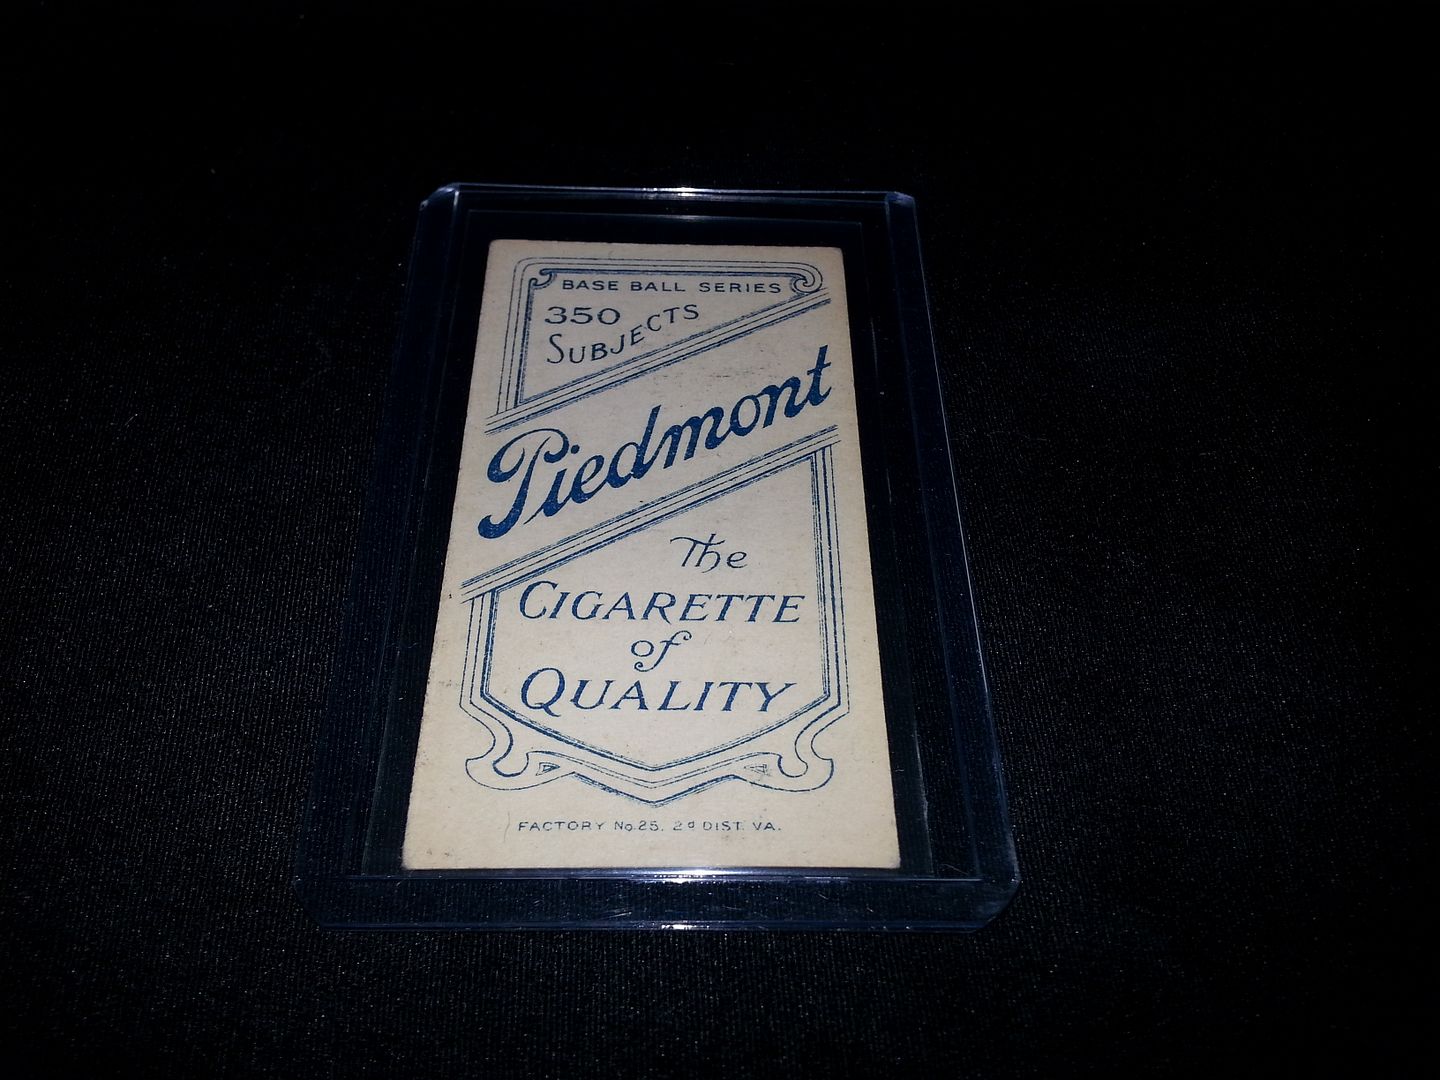 BASE BALL SERIES
350
SUBJECTS
Piedmont
The
CIGARETTE
of
QUALITY
FACTORY No. 25. 2d DIST. VA.